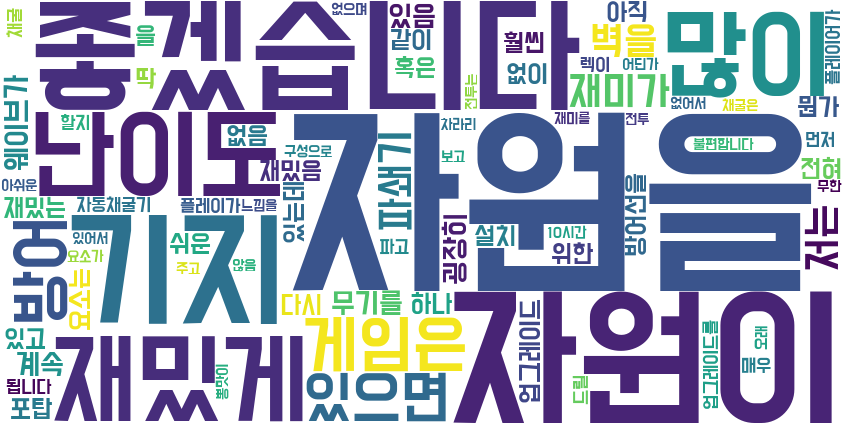 채굴
좋겠습니다
없으며
을
딱
있음
같이
혹은
훨씬
없이
아직
벽을
렉이
어딘가
재미가
많이
플레이어가
웨이브가
할지
난이도
없음
구성으로
재밌음
자원을
파쇄기
차라리
보고
전투는
재미를
전투
없어서
채굴은
뭔가
불편합니다
먼저
전혀
무한
아쉬운
재밌는
자동채굴기
플레이가
느낌을
있는데
방어
있어서
요소가
요소는
기지
쉬운
주고
않음
파고
굉장히
설치
10시간
위한
방어선을
저는
다시
무기를
하나
있고
계속
됩니다
포탑
재밌게
뽕맛이
게임은
있으면
자원이
업그레이드
드릴
업그레이드를
매우
오래